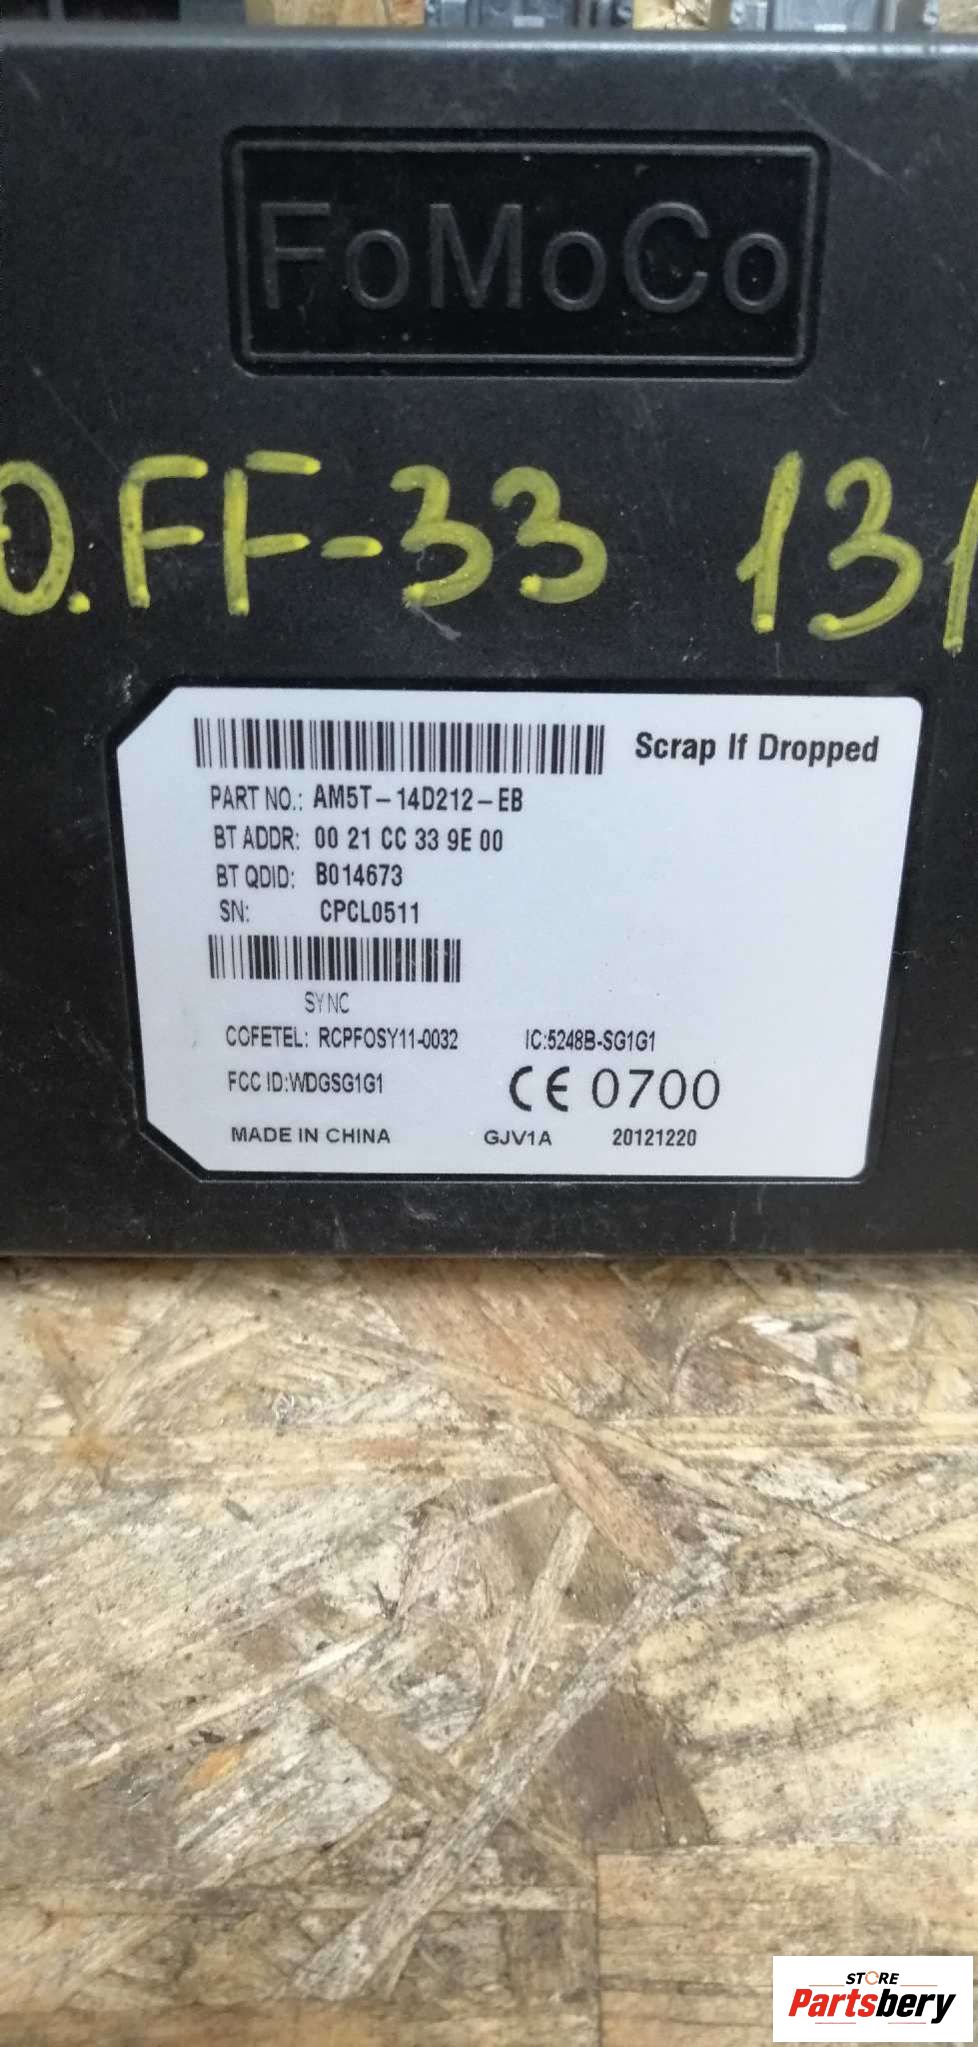 FoMoCo
0.FF-33 13
Scrap If Dropped
PART NO.: AM5T-14D212-EB
BT ADDR: 00 21 CC 33 9E 00
BT QDID: B014673
SN: CPCL0511
SYNC
COFETEL: RCPFOSY11-0032 IC:5248B-SG1G1
FCC ID:WDGSG1G1 CE 0700
MADE IN CHINA GJV1A 20121220
STORE
Partsbery